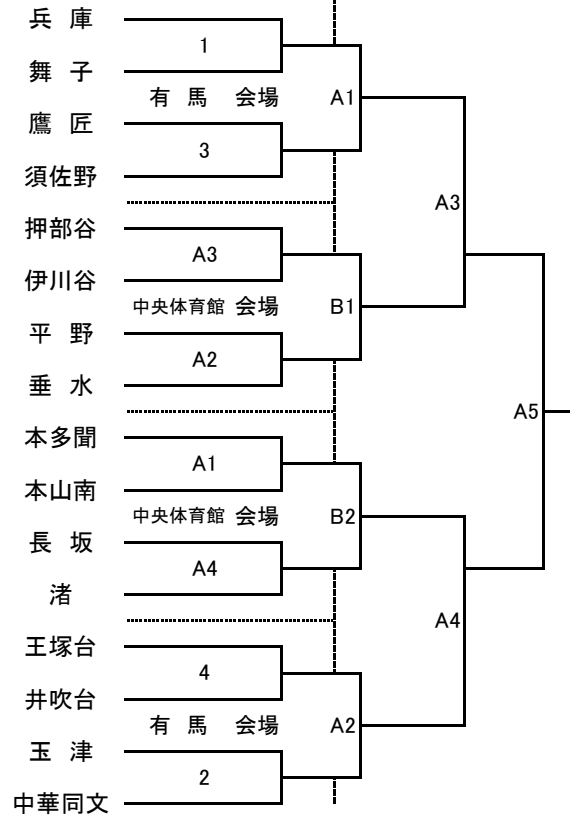 兵 庫
1
舞 子
有 馬 会場 A1
鷹 匠
3
須佐野
A3
押部谷
A3
伊川谷
中央体育館 会場 B1
平 野
A2
垂 水
A5
本多聞
A1
本山南
中央体育館 会場 B2
長 坂
A4
渚
A4
王塚台
4
井吹台
有 馬 会場 A2
玉 津
2
中華同文